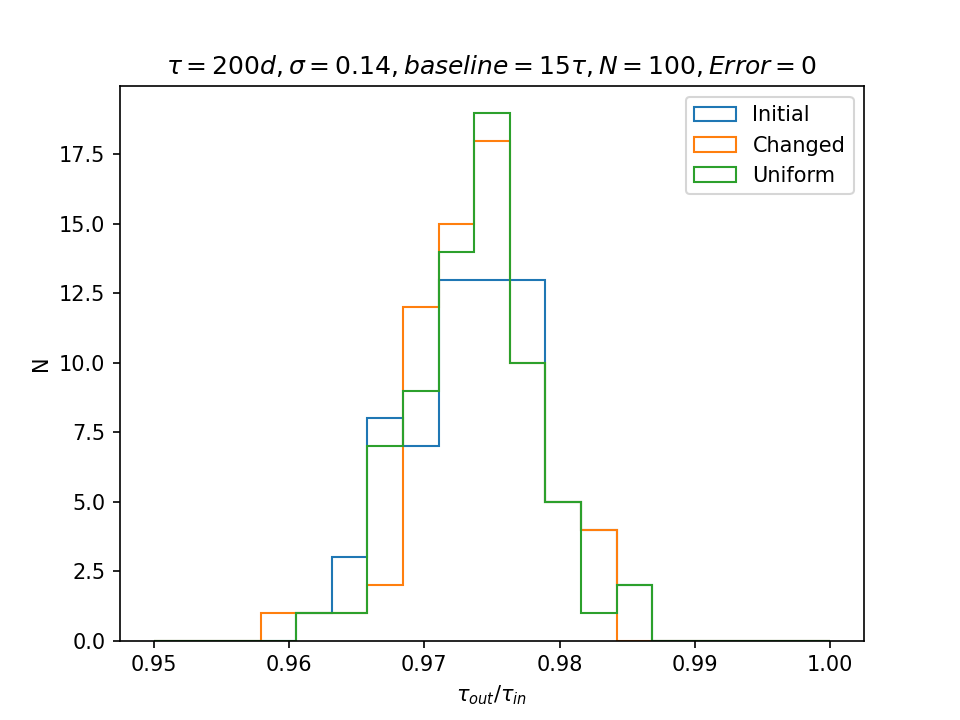 τ = 200d, σ = 0.14, baseline = 15τ, N = 100, Error = 0
Initial
Changed
Uniform
17.5
15.0
12.5
10.0
7.5
5.0
2.5
0.0
N
0.95 0.96 0.97 0.98 0.99 1.00
τ_out/τ_in